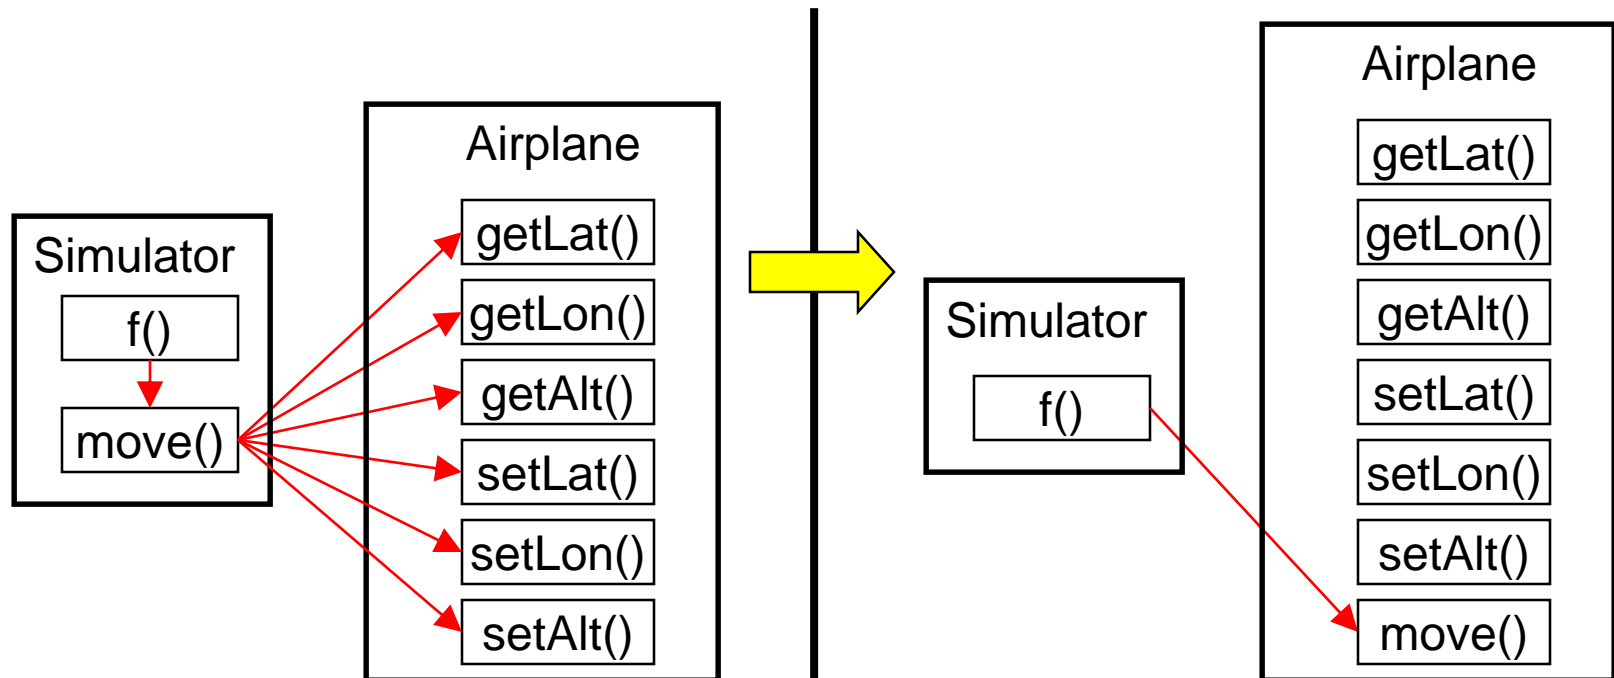 Simulator
f()
move()
Airplane
getLat()
getLon()
getAlt()
setLat()
setLon()
setAlt()
Simulator
f()
Airplane
getLat()
getLon()
getAlt()
setLat()
setLon()
setAlt()
move()